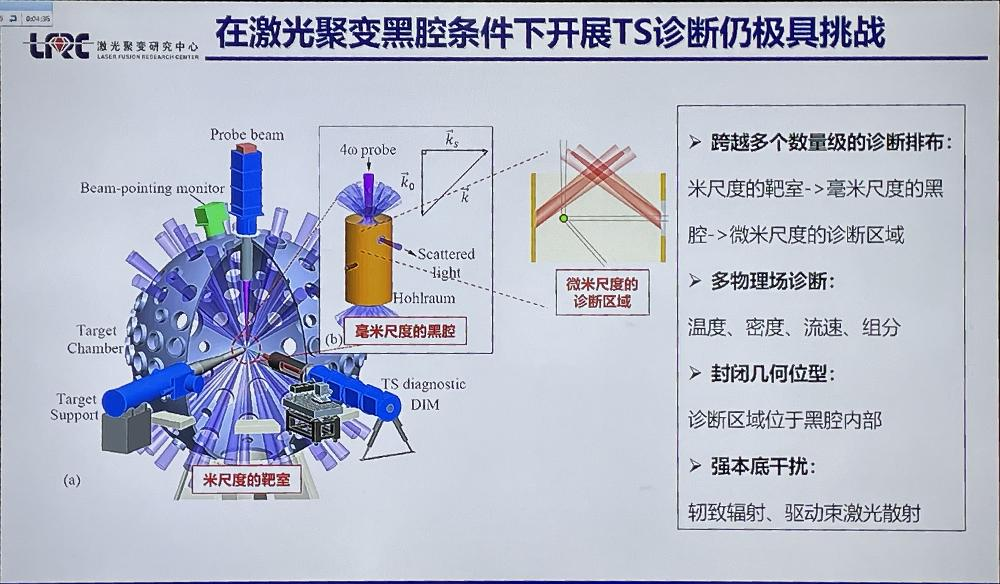 0:04:35
LFRC
激光聚变研究中心
LASER FUSION RESEARCH CENTER
在激光聚变黑腔条件下开展TS诊断仍极具挑战
Probe beam
Beam-pointing monitor
Target
Chamber
Target
Support
TS diagnostic
DIM
(a)
米尺度的靶室
4ω probe
k⃗s
k⃗0
k⃗
Scattered
light
Hohlraum
(b)
毫米尺度的黑腔
微米尺度的
诊断区域
➢ 跨越多个数量级的诊断排布：
米尺度的靶室->毫米尺度的黑
腔->微米尺度的诊断区域
➢ 多物理场诊断：
温度、密度、流速、组分
➢ 封闭几何位型：
诊断区域位于黑腔内部
➢ 强本底干扰：
轫致辐射、驱动束激光散射